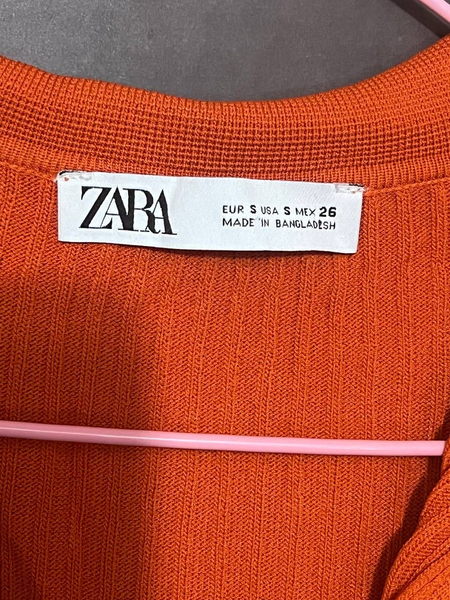 ZARA
EUR S USA S MEX 26
MADE IN BANGLADESH